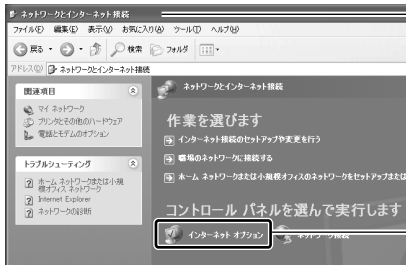 ネットワークとインターネット接続
ファイル(F) 編集(E) 表示(V) お気に入り(A) ツール(T) ヘルプ(H)
戻る 検索 フォルダ
アドレス(D) ネットワークとインターネット接続
関連項目
マイ ネットワーク
プリンタとその他のハードウェア
電話とモデムのオプション
トラブルシューティング
ホーム ネットワークまたは小規
模オフィス ネットワーク
Internet Explorer
ネットワークの診断
ネットワークとインターネット接続
作業を選びます
インターネット接続のセットアップや変更を行う
職場のネットワークに接続する
ホーム ネットワークまたは小規模オフィスのネットワークをセットアップまたは
コントロール パネルを選んで実行します
インターネット オプション
ネットワーク接続